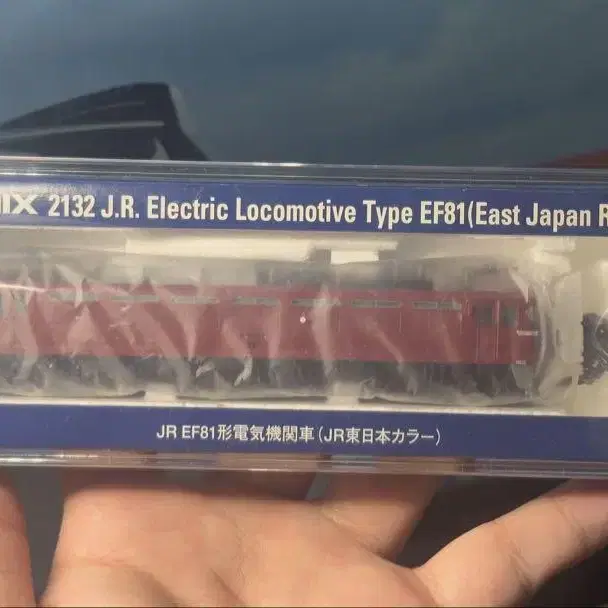 IX 2132 J.R. Electric Locomotive Type EF81(East Japan R
JR EF81形電気機関車(JR東日本カラー)